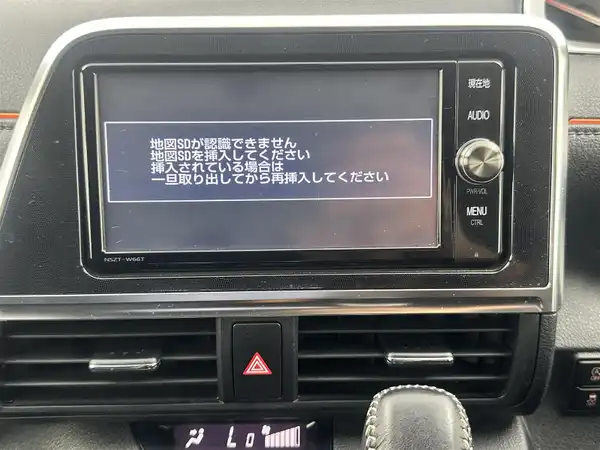 地図SDが認識できません
地図SDを挿入してください
挿入されている場合は
一旦取り出してから再挿入してください
現在地
AUDIO
PWR·VOL
MENU
CTRL
NSZT-W66T
Lo
OFF